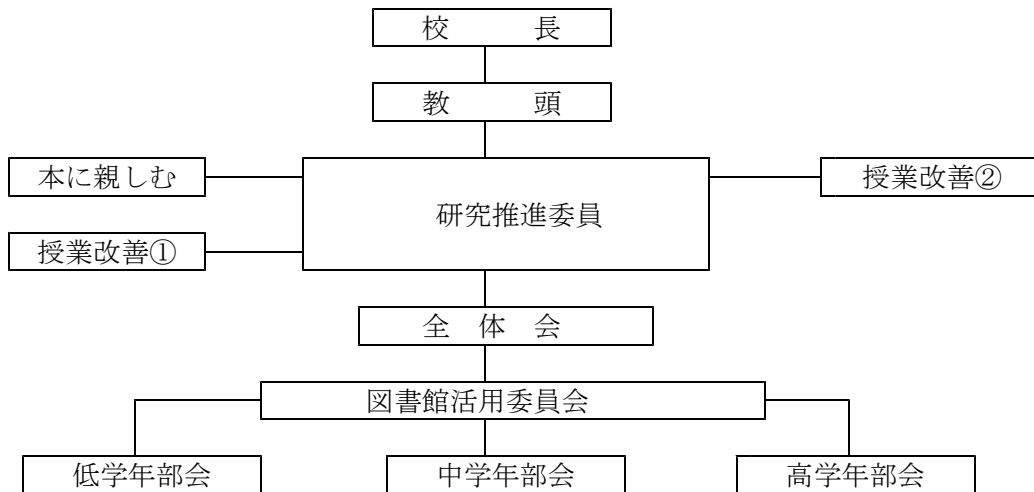 校　　　長
教　　　頭
本に親しむ
研究推進委員
授業改善②
授業改善①
全　体　会
図書館活用委員会
低学年部会
中学年部会
高学年部会